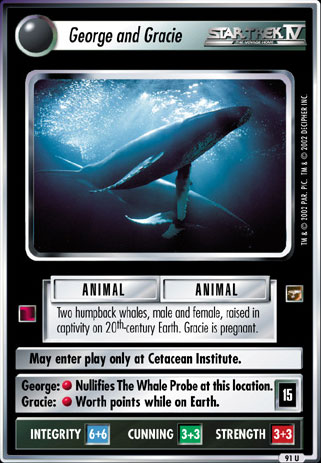 George and Gracie
STAR TREK IV
THE VOYAGE HOME
TM & © 2002 PAR. PIC. TM & © 2002 DECIPHER INC.
ANIMAL ANIMAL
Two humpback whales, male and female, raised in
captivity on 20th-century Earth. Gracie is pregnant.
May enter play only at Cetacean Institute.
George: Nullifies The Whale Probe at this location.
Gracie: Worth points while on Earth.
15
INTEGRITY 6+6 CUNNING 3+3 STRENGTH 3+3
91 U